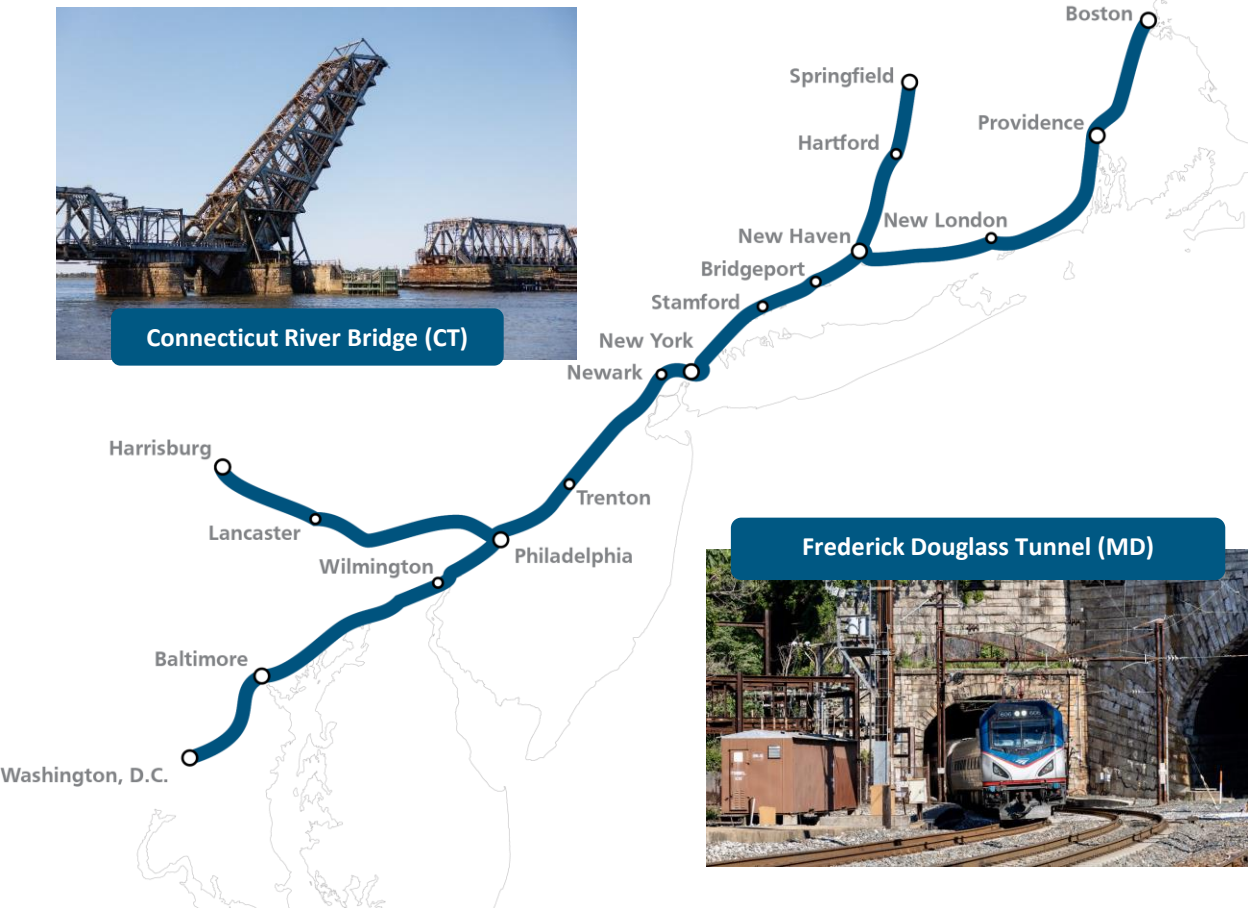 Boston
Springfield
Providence
Hartford
New London
New Haven
Bridgeport
Stamford
Connecticut River Bridge (CT)
New York
Newark
Harrisburg
Trenton
Lancaster
Frederick Douglass Tunnel (MD)
Philadelphia
Wilmington
Baltimore
Washington, D.C.